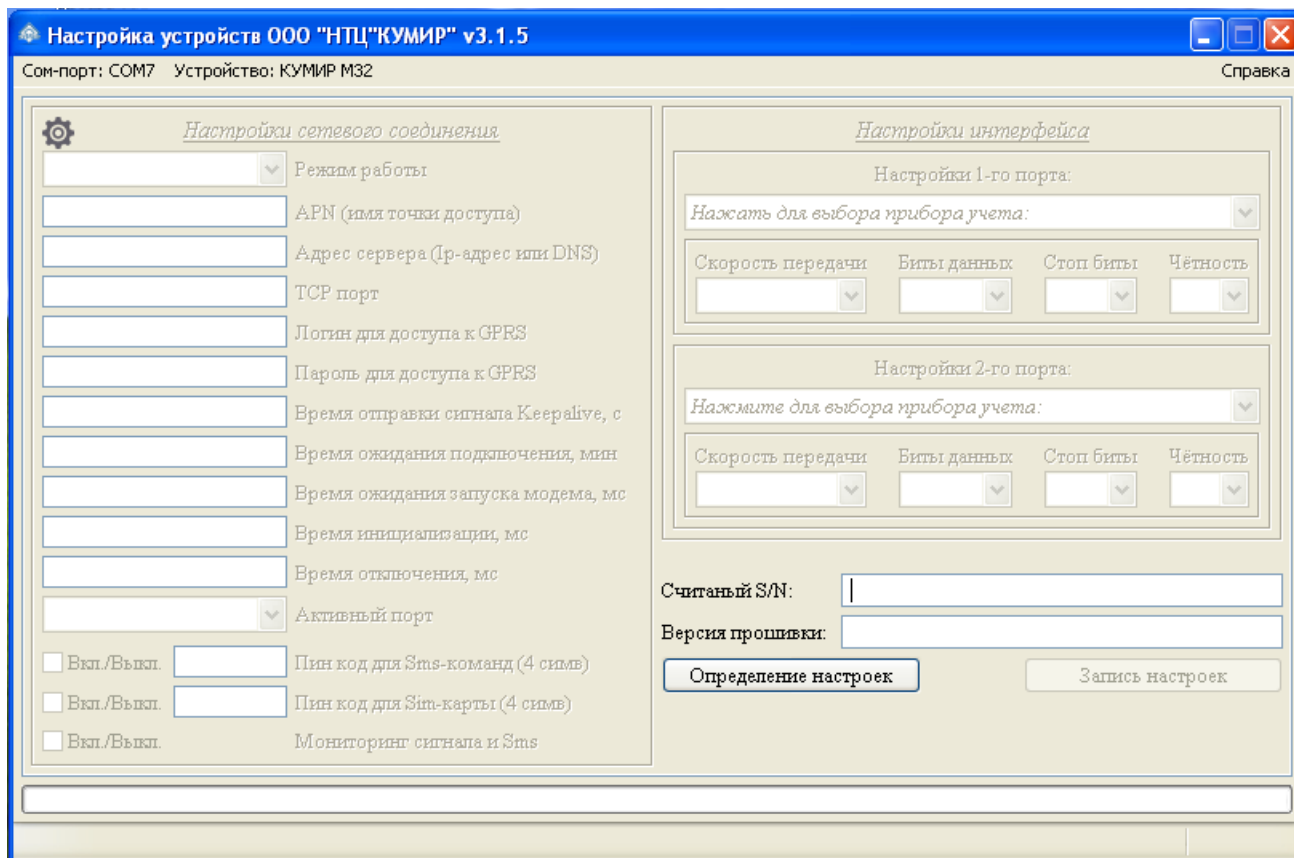 Настройка устройств ООО "НТЦ"КУМИР" v3.1.5
Com-порт: COM7 Устройство: КУМИР М32 Справка
Настройки сетевого соединения
Режим работы
APN (имя точки доступа)
Адрес сервера (Ip-адрес или DNS)
TCP порт
Логин для доступа к GPRS
Пароль для доступа к GPRS
Время отправки сигнала Keepalive, с
Время ожидания подключения, мин
Время ожидания запуска модема, мс
Время инициализации, мс
Время отключения, мс
Активный порт
Вкл./Выкл. Пин код для Sms-команд (4 симв)
Вкл./Выкл. Пин код для Sim-карты (4 симв)
Вкл./Выкл. Мониторинг сигнала и Sms
Настройки интерфейса
Настройки 1-го порта:
Нажать для выбора прибора учета:
Скорость передачи Биты данных Стоп биты Чётность
Настройки 2-го порта:
Нажмите для выбора прибора учета:
Скорость передачи Биты данных Стоп биты Чётность
Считаный S/N:
Версия прошивки:
Определение настроек Запись настроек